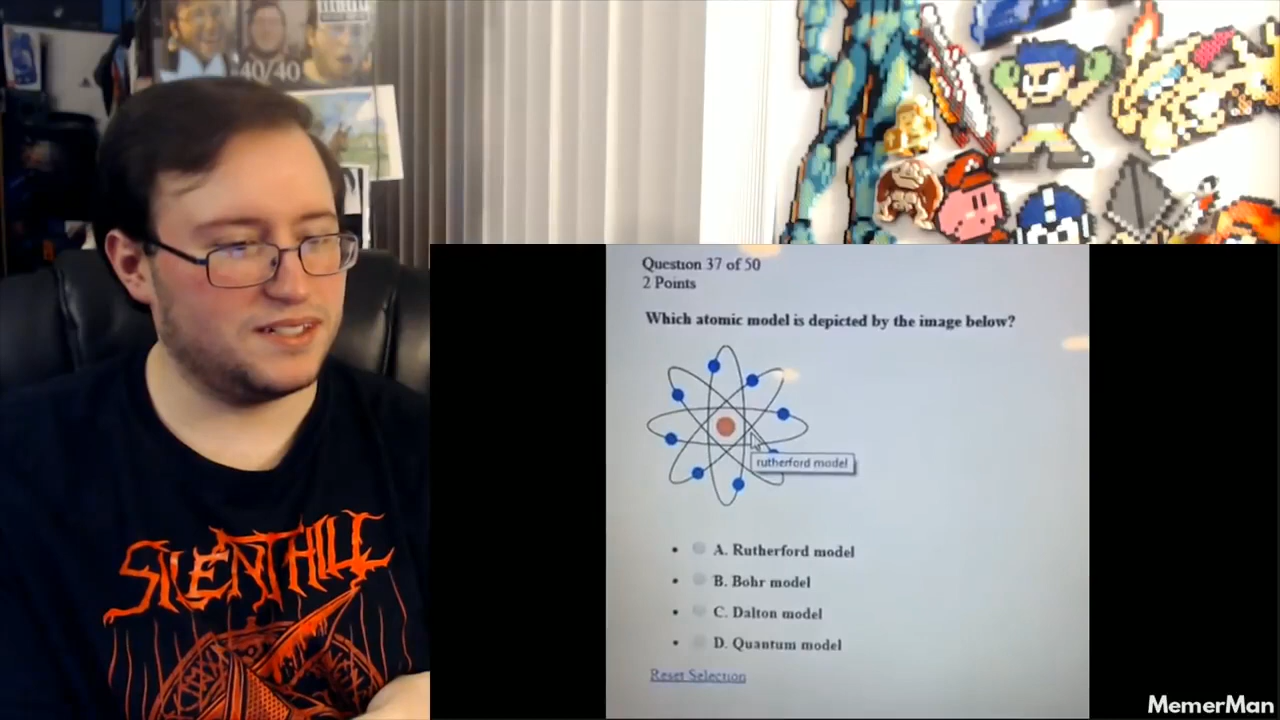 40/40
SILENT HILL
Question 37 of 50
2 Points
Which atomic model is depicted by the image below?
rutherford model
A. Rutherford model
B. Bohr model
C. Dalton model
D. Quantum model
Reset Selection
MemerMan